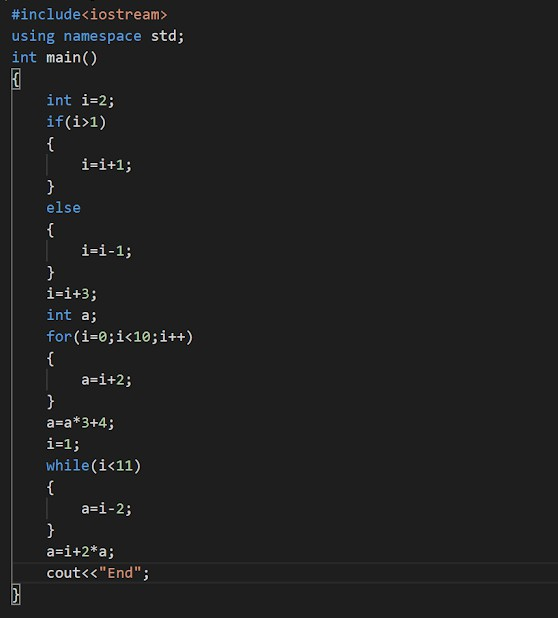 #include<iostream>
using namespace std;
int main()
{
    int i=2;
    if(i>1)
    {
        i=i+1;
    }
    else
    {
        i=i-1;
    }
    i=i+3;
    int a;
    for(i=0;i<10;i++)
    {
        a=i+2;
    }
    a=a*3+4;
    i=1;
    while(i<11)
    {
        a=i-2;
    }
    a=i+2*a;
    cout<<"End";
}